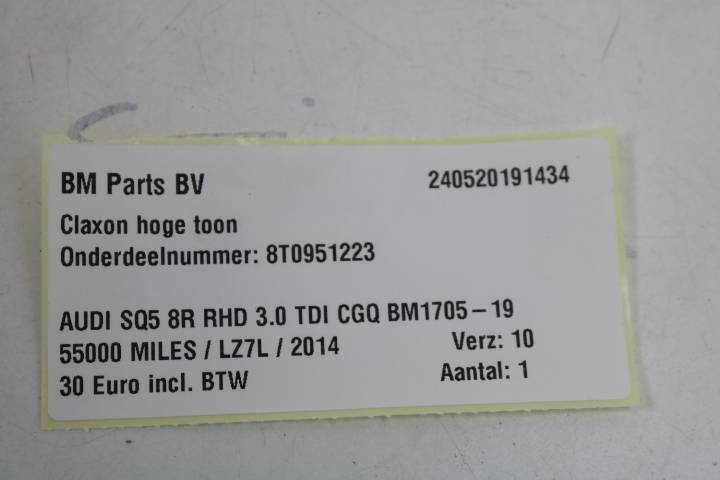 BM Parts BV 240520191434
Claxon hoge toon
Onderdeelnummer: 8T0951223
AUDI SQ5 8R RHD 3.0 TDI CGQ BM1705-19
55000 MILES / LZ7L / 2014 Verz: 10
30 Euro incl. BTW Aantal: 1